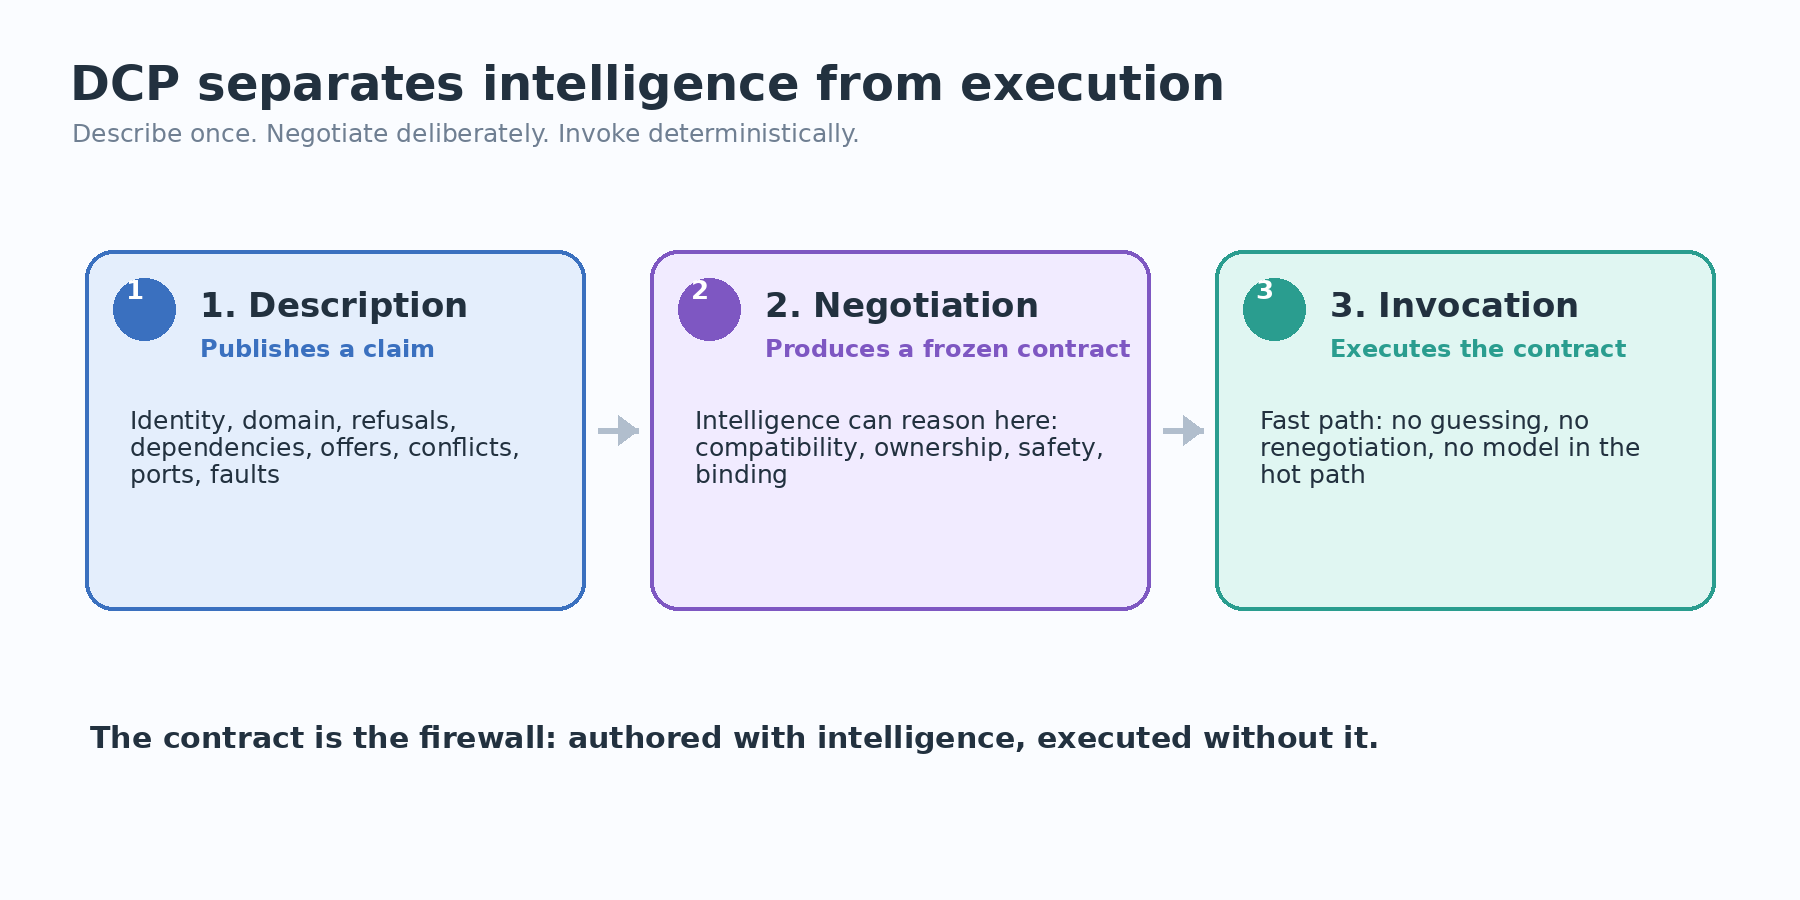 DCP separates intelligence from execution
Describe once. Negotiate deliberately. Invoke deterministically.
1
1. Description
Publishes a claim
Identity, domain, refusals,
dependencies, offers, conflicts,
ports, faults
2
2. Negotiation
Produces a frozen contract
Intelligence can reason here:
compatibility, ownership, safety,
binding
3
3. Invocation
Executes the contract
Fast path: no guessing, no
renegotiation, no model in the
hot path
The contract is the firewall: authored with intelligence, executed without it.